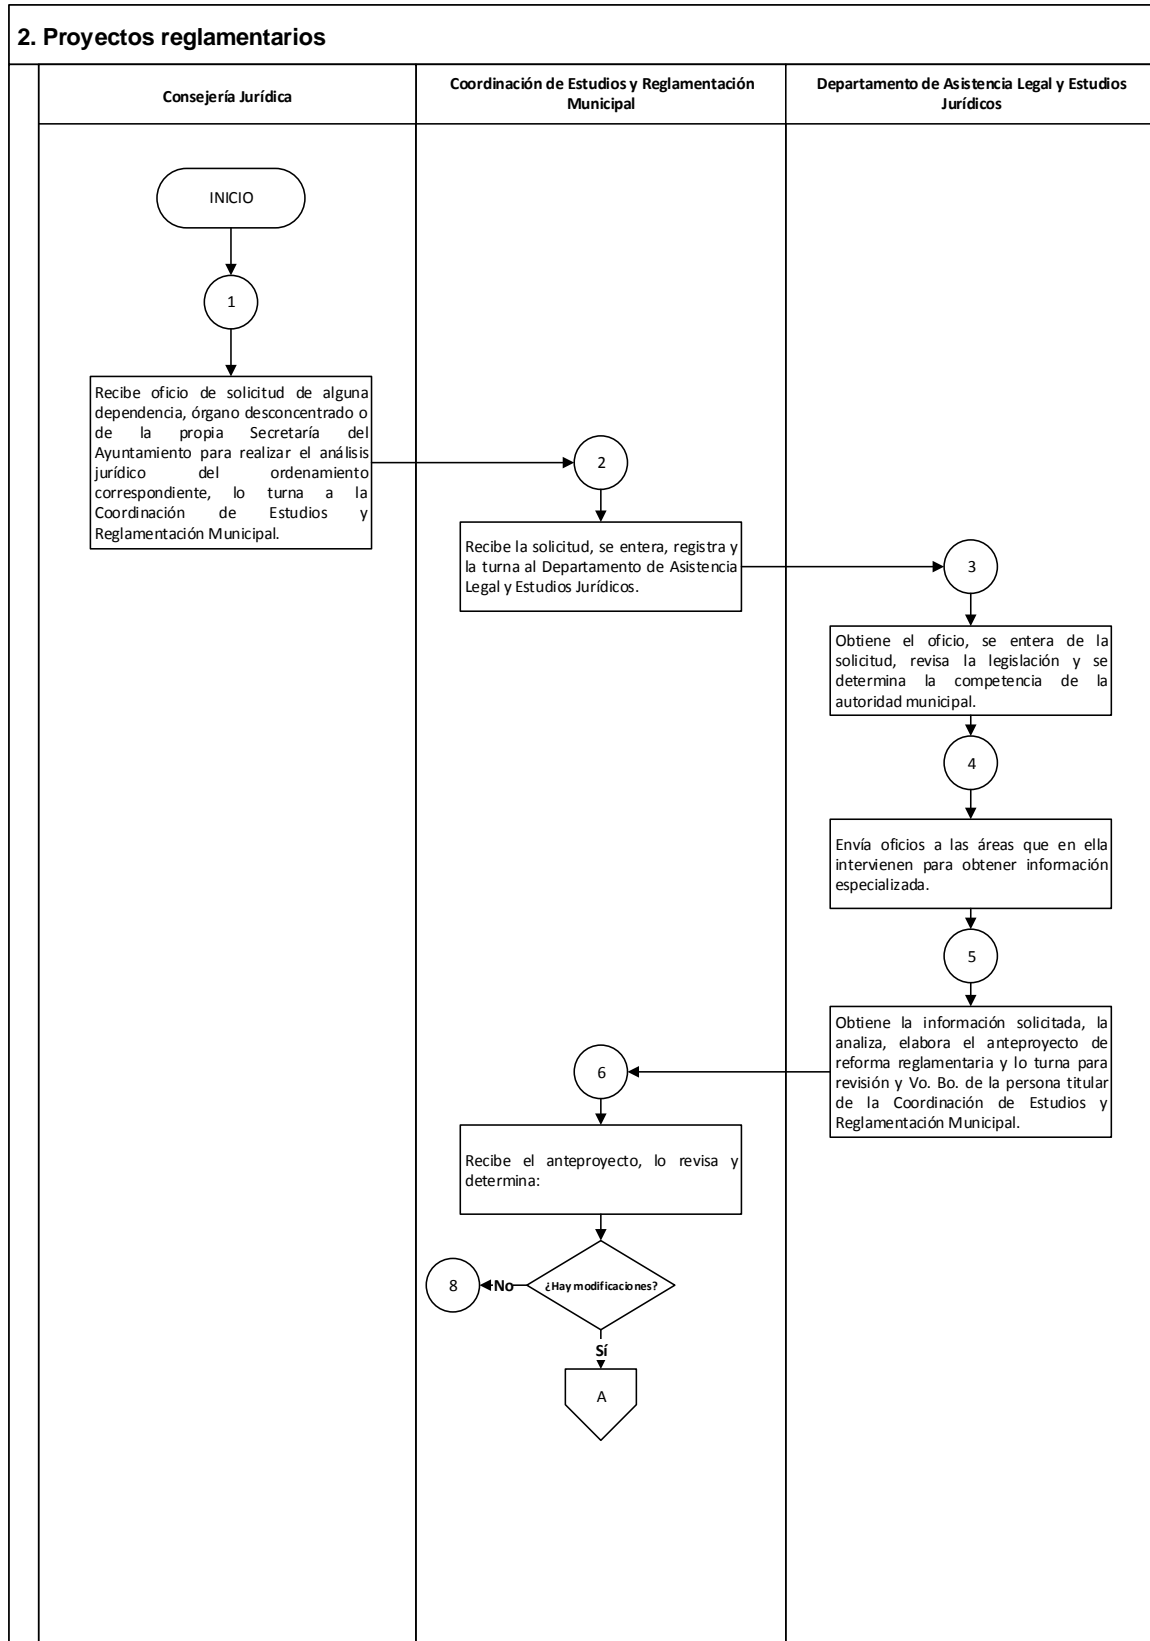 2. Proyectos reglamentarios
Consejería Jurídica
Coordinación de Estudios y Reglamentación
Municipal
Departamento de Asistencia Legal y Estudios
Jurídicos
INICIO
1
Recibe oficio de solicitud de alguna
dependencia, órgano desconcentrado o
de la propia Secretaría del
Ayuntamiento para realizar el análisis
jurídico del ordenamiento
correspondiente, lo turna a la
Coordinación de Estudios y
Reglamentación Municipal.
2
Recibe la solicitud, se entera, registra y
la turna al Departamento de Asistencia
Legal y Estudios Jurídicos.
3
Obtiene el oficio, se entera de la
solicitud, revisa la legislación y se
determina la competencia de la
autoridad municipal.
4
Envía oficios a las áreas que en ella
intervienen para obtener información
especializada.
5
Obtiene la información solicitada, la
analiza, elabora el anteproyecto de
reforma reglamentaria y lo turna para
revisión y Vo. Bo. de la persona titular
de la Coordinación de Estudios y
Reglamentación Municipal.
6
Recibe el anteproyecto, lo revisa y
determina:
¿Hay modificaciones?
No
8
Sí
A